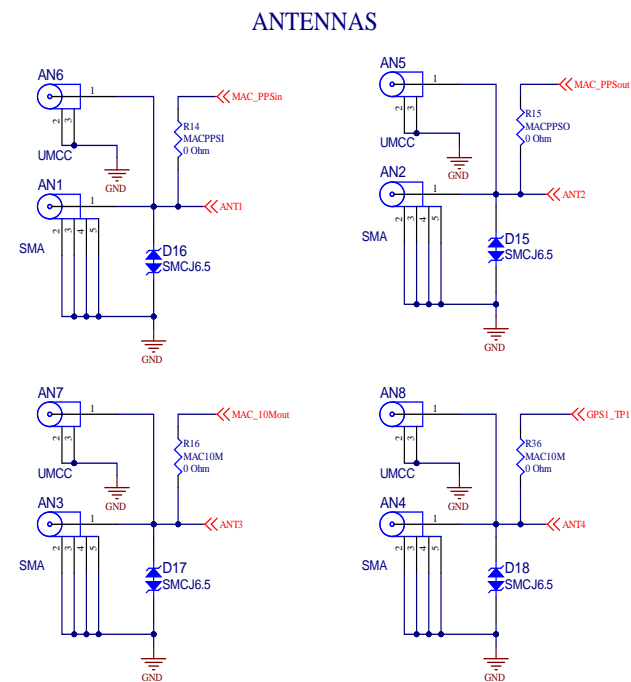 ANTENNAS
AN6
1
2
3
UMCC
GND
MAC_PPSin
R14
MACPPSI
0 Ohm
AN1
1
2
3
4
5
SMA
ANT1
D16
SMCJ6.5
GND
AN5
1
2
3
UMCC
GND
MAC_PPSout
R15
MACPPSO
0 Ohm
AN2
1
2
3
4
5
SMA
ANT2
D15
SMCJ6.5
GND
AN7
1
2
3
UMCC
GND
MAC_10Mout
R16
MAC10M
0 Ohm
AN3
1
2
3
4
5
SMA
ANT3
D17
SMCJ6.5
GND
AN8
1
2
3
UMCC
GND
GPS1_TP1
R36
MAC10M
0 Ohm
AN4
1
2
3
4
5
SMA
ANT4
D18
SMCJ6.5
GND